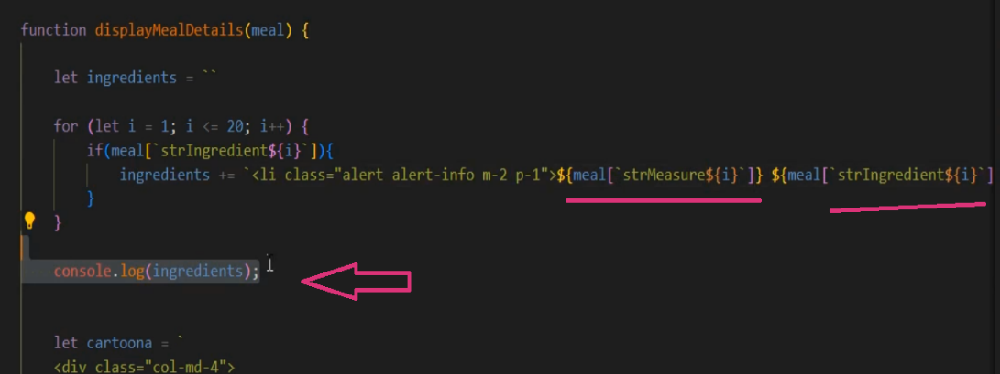 function displayMealDetails(meal) {
let ingredients = ``
for (let i = 1; i <= 20; i++) {
if(meal[`strIngredient${i}`]){
ingredients += `<li class="alert alert-info m-2 p-1">${meal[`strMeasure${i}`]} ${meal[`strIngredient${i}`]
}
}
console.log(ingredients);
let cartoona = `
<div class="col-md-4">